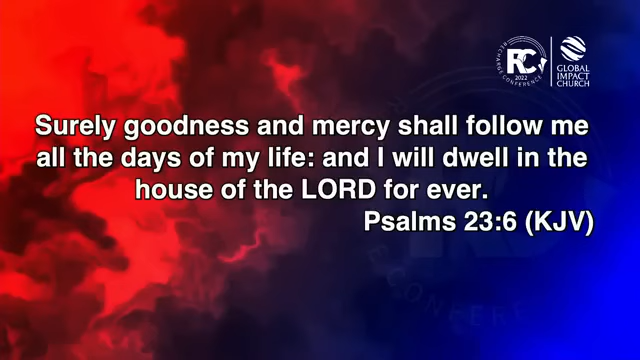 RECHARGE CONFERENCE
RC
2022
GLOBAL
IMPACT
CHURCH
Surely goodness and mercy shall follow me
all the days of my life: and I will dwell in the
house of the LORD for ever.
Psalms 23:6 (KJV)